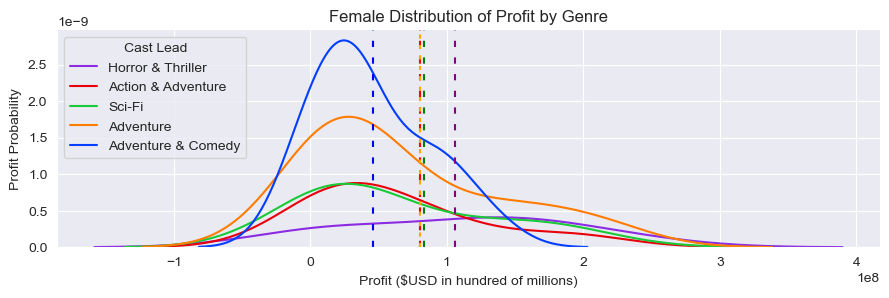 Female Distribution of Profit by Genre
1e−9
Cast Lead
Horror & Thriller
Action & Adventure
Sci-Fi
Adventure
Adventure & Comedy
Profit Probability
2.5
2.0
1.5
1.0
0.5
0.0
−1 0 1 2 3 4
1e8
Profit ($USD in hundred of millions)